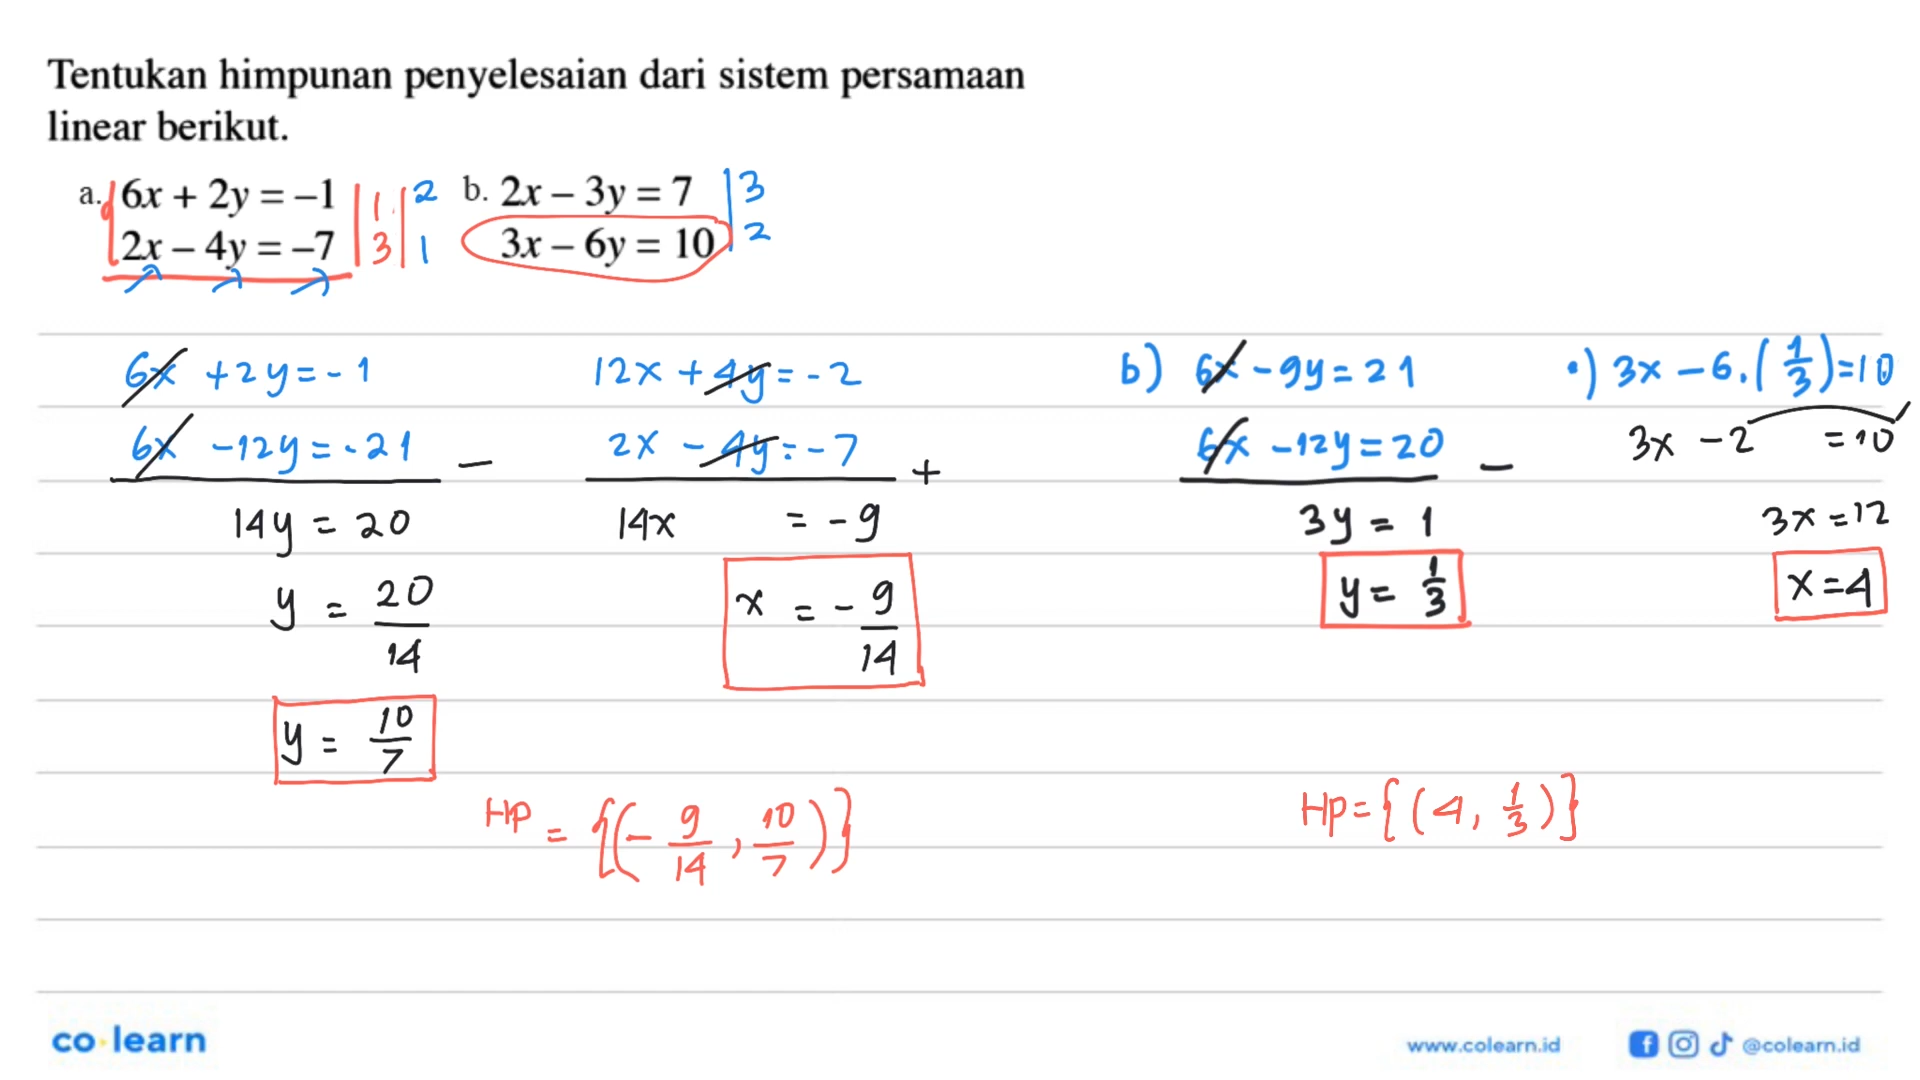 Tentukan himpunan penyelesaian dari sistem persamaan
linear berikut.
a. 6x + 2y = –1 | 1 | 2
2x – 4y = –7 | 3 | 1
b. 2x – 3y = 7 | 3
3x – 6y = 10 | 2
6x + 2y = -1
6x - 12y = -21 –
14y = 20
y = 20/14
y = 10/7
12x + 4y = -2
2x - 4y = -7 +
14x = -9
x = -9/14
HP = {(-9/14, 10/7)}
b) 6x - 9y = 21
6x - 12y = 20 –
3y = 1
y = 1/3
•) 3x - 6.(1/3) = 10
3x - 2 = 10
3x = 12
x = 4
HP = {(4, 1/3)}
co·learn
www.colearn.id
@colearn.id